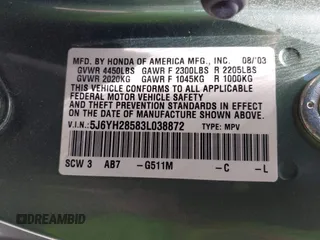 MFD. BY HONDA OF AMERICA MFG., INC. 08/'03
GVWR 4450LBS GAWR F 2300LBS R 2205LBS
GVWR 2020KG GAWR F 1045KG R 1000KG
THIS VEHICLE CONFORMS TO ALL APPLICABLE
FEDERAL MOTOR VEHICLE SAFETY AND
THEFT PREVENTION STANDARDS IN EFFECT ON
THE DATE OF MANUFACTURE SHOWN ABOVE.
V.I.N.: 5J6YH28583L038872 TYPE: MPV
SCW 3 AB7 -G511M -C -L
DREAMBID